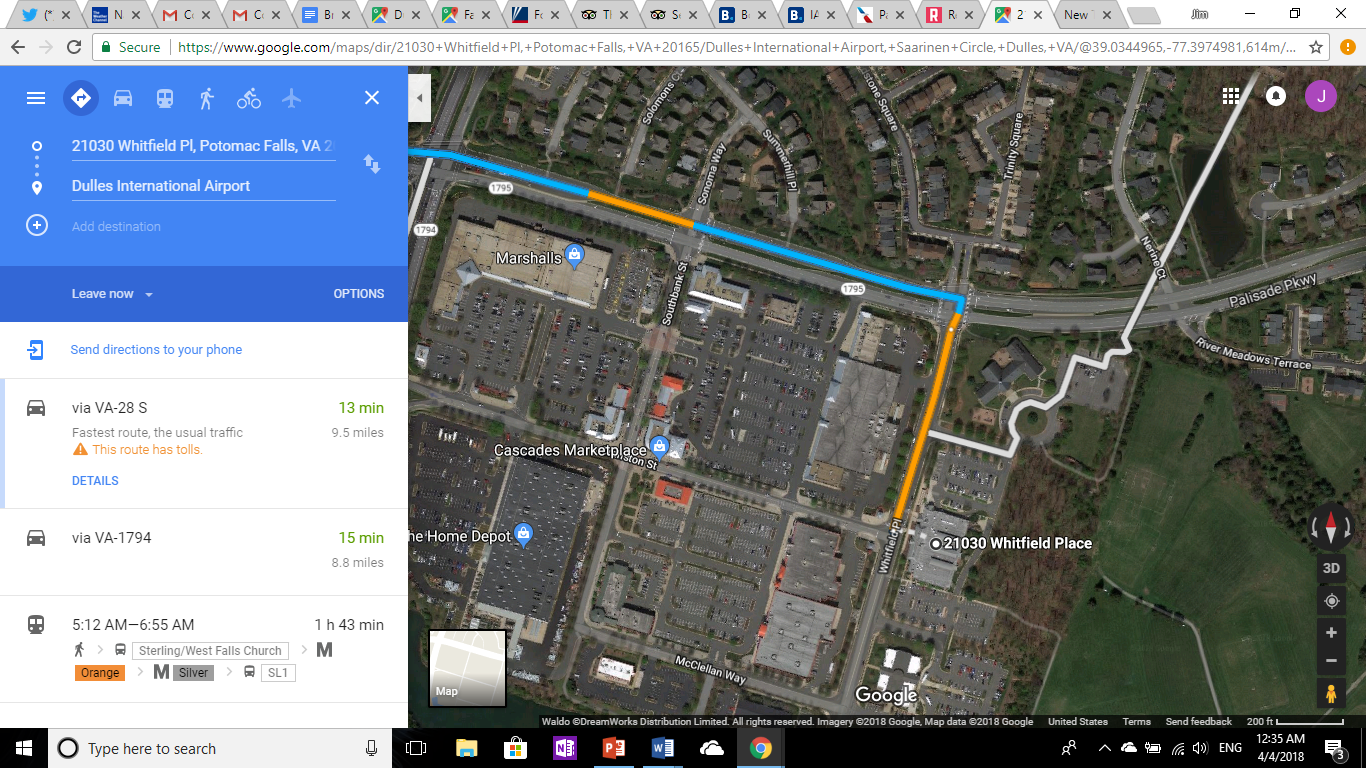 (*
N
C
C
Br
D
Fa
Fo
Th
Se
B
IA
Pa
R
2
New
Jim
Secure
https://www.google.com/maps/dir/21030+Whitfield+Pl,+Potomac+Falls,+VA+20165/Dulles+International+Airport,+Saarinen+Circle,+Dulles,+VA/@39.0344965,-77.3974981,614m/...
J
21030 Whitfield Pl, Potomac Falls, VA 2
Dulles International Airport
Add destination
Leave now
OPTIONS
Send directions to your phone
via VA-28 S 13 min
Fastest route, the usual traffic 9.5 miles
This route has tolls.
DETAILS
via VA-1794 15 min
8.8 miles
5:12 AM—6:55 AM 1 h 43 min
Sterling/West Falls Church M
Orange M Silver SL1
Solomons C
Sonoma Way
Summerhill Pl
stons Square
Trinity Square
Nerine Ct
1795
1794
Marshalls
Southbank St
1795
Palisade Pkwy
River Meadows Terrace
Cascades Marketplace
ston St
he Home Depot
Whitfield Pl
21030 Whitfield Place
McClellan Way
3D
Map
Google
Waldo ©DreamWorks Distribution Limited. All rights reserved. Imagery ©2018 Google, Map data ©2018 Google United States Terms Send feedback 200 ft
Type here to search
N
P
W
ENG
12:35 AM
4/4/2018
3